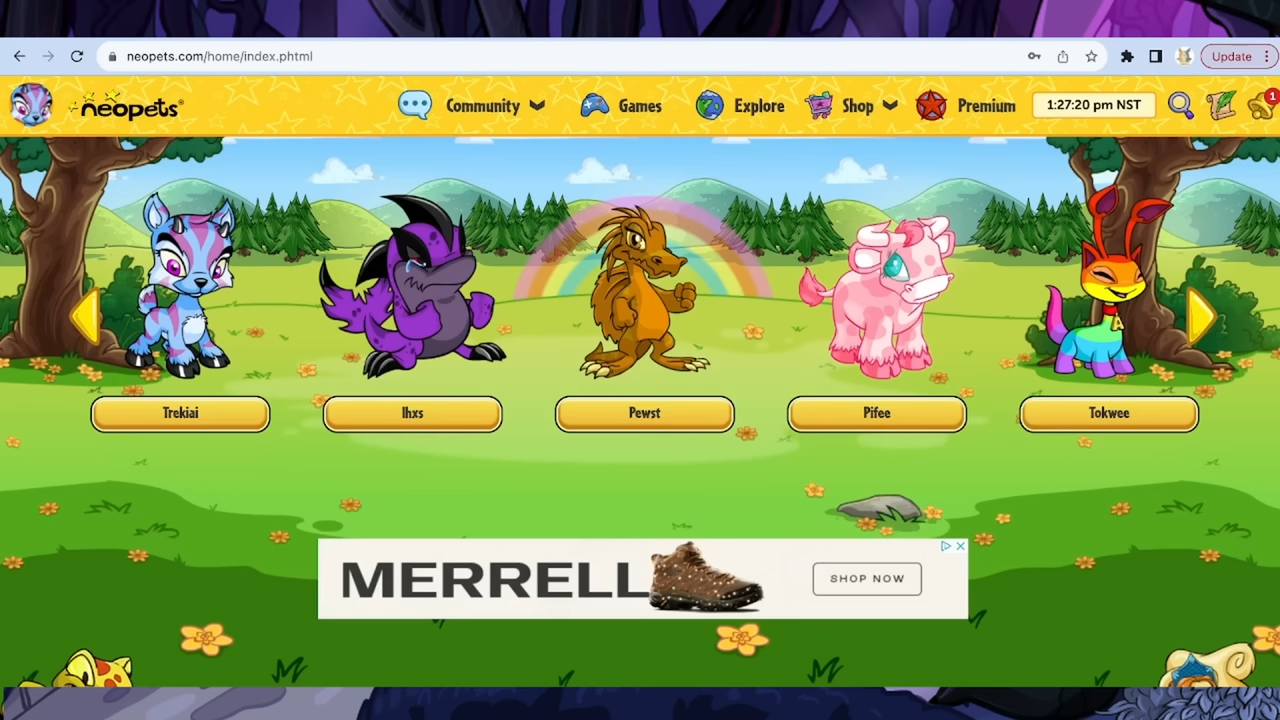 neopets.com/home/index.phtml
Update
neopets®
Community
Games
Explore
Shop
Premium
1:27:20 pm NST
1
Trekiai
Ihxs
Pewst
Pifee
Tokwee
MERRELL
SHOP NOW